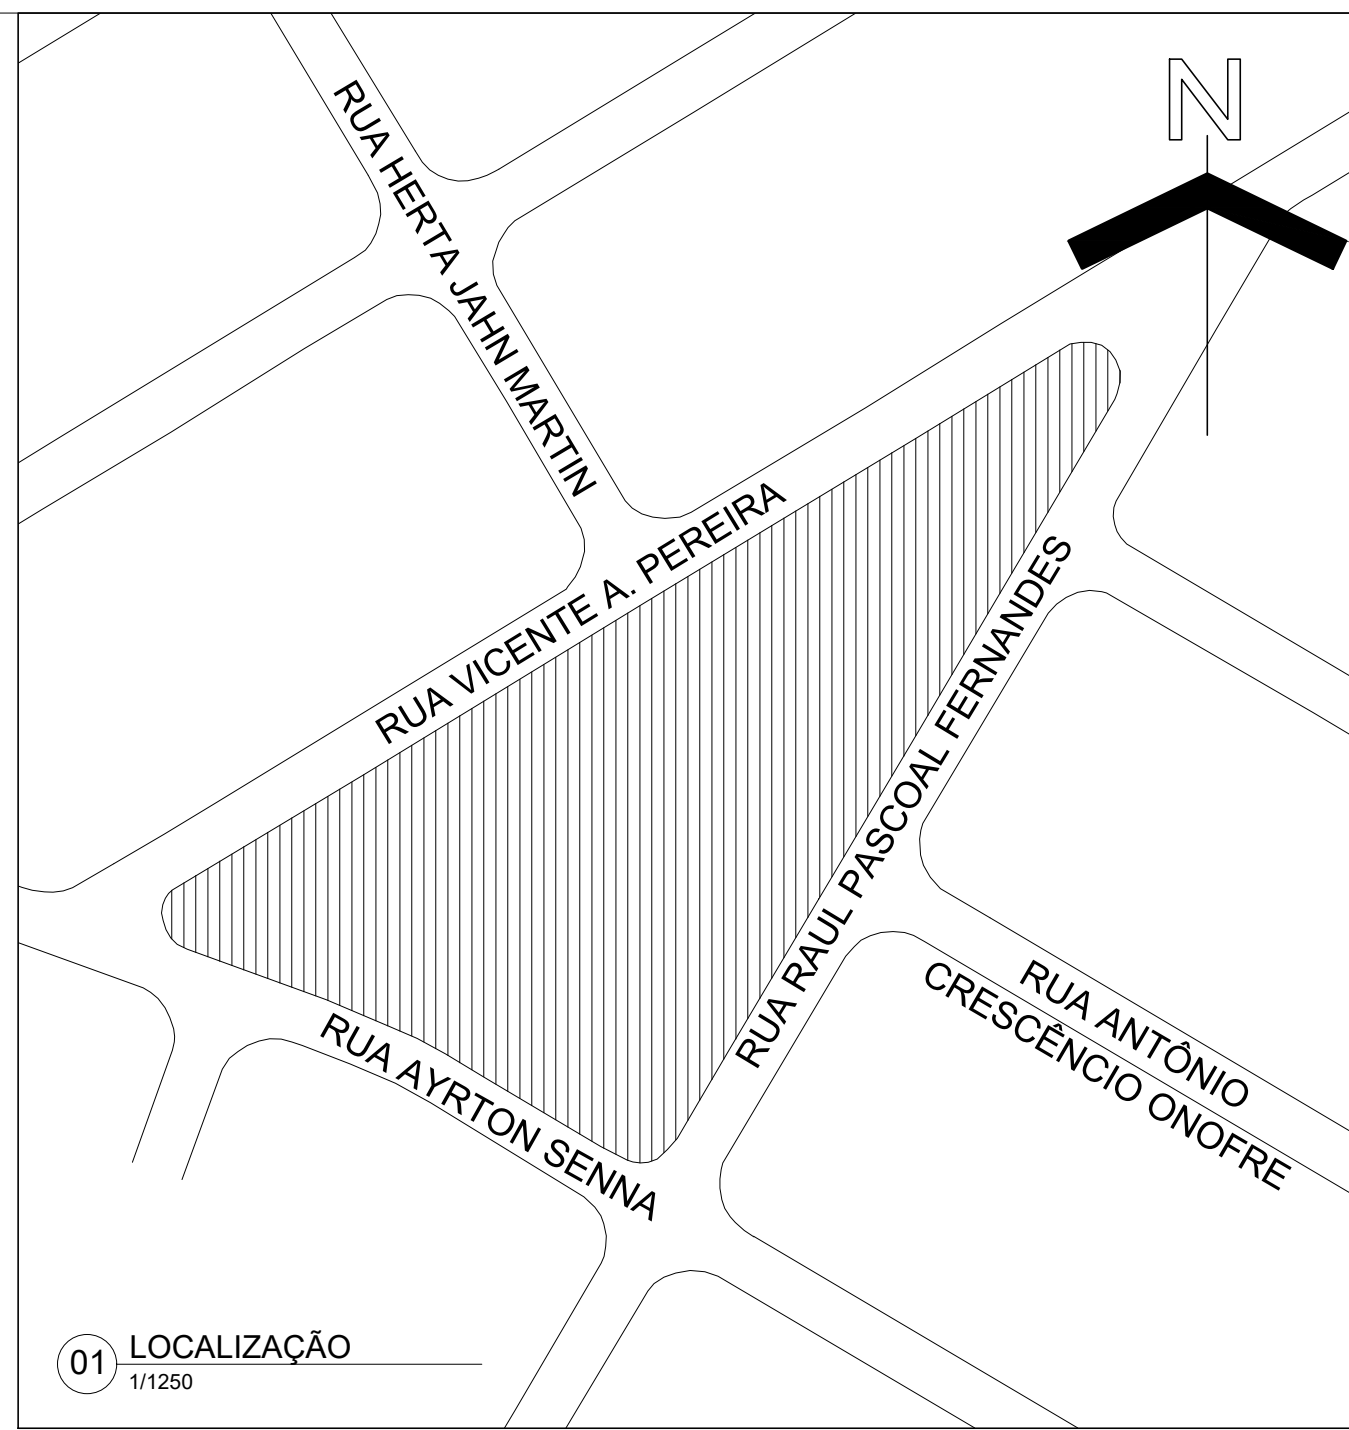 N
RUA HERTA JAHN MARTIN
RUA VICENTE A. PEREIRA
RUA RAUL PASCOAL FERNANDES
RUA ANTÔNIO
CRESCÊNCIO ONOFRE
RUA AYRTON SENNA
01 LOCALIZAÇÃO
1/1250